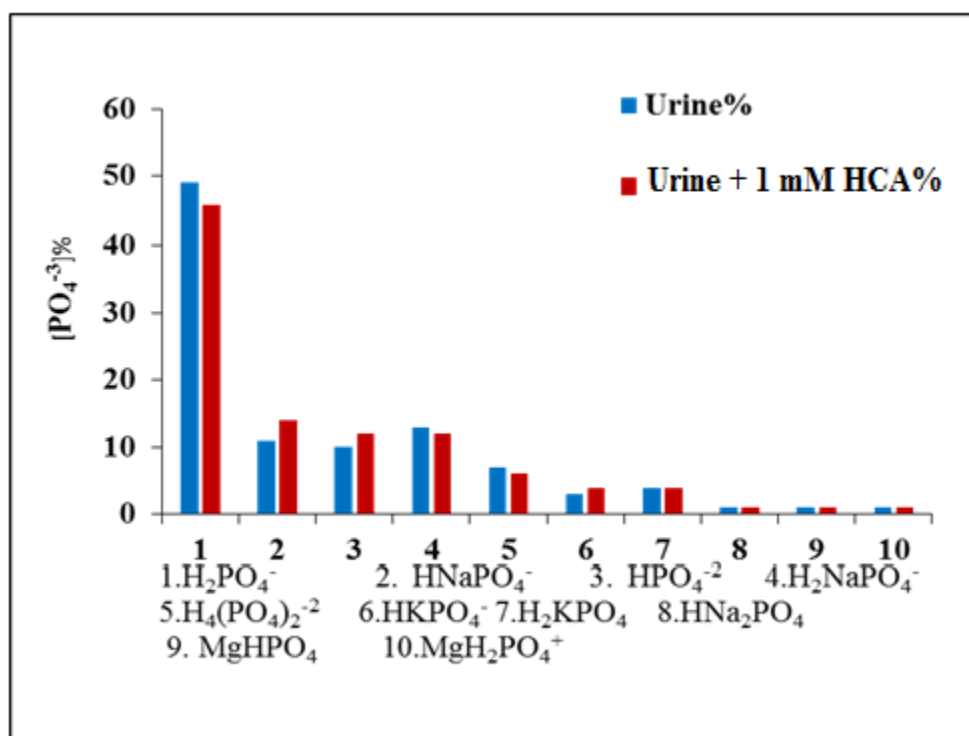 60
Urine%
50
Urine + 1 mM HCA%
40
30
20
10
0
[PO₄⁻³]%
1 2 3 4 5 6 7 8 9 10
1.H₂PO₄⁻ 2. HNaPO₄⁻ 3. HPO₄⁻² 4.H₂NaPO₄⁻
5.H₄(PO₄)₂⁻² 6.HKPO₄⁻ 7.H₂KPO₄ 8.HNa₂PO₄
9. MgHPO₄ 10.MgH₂PO₄⁺